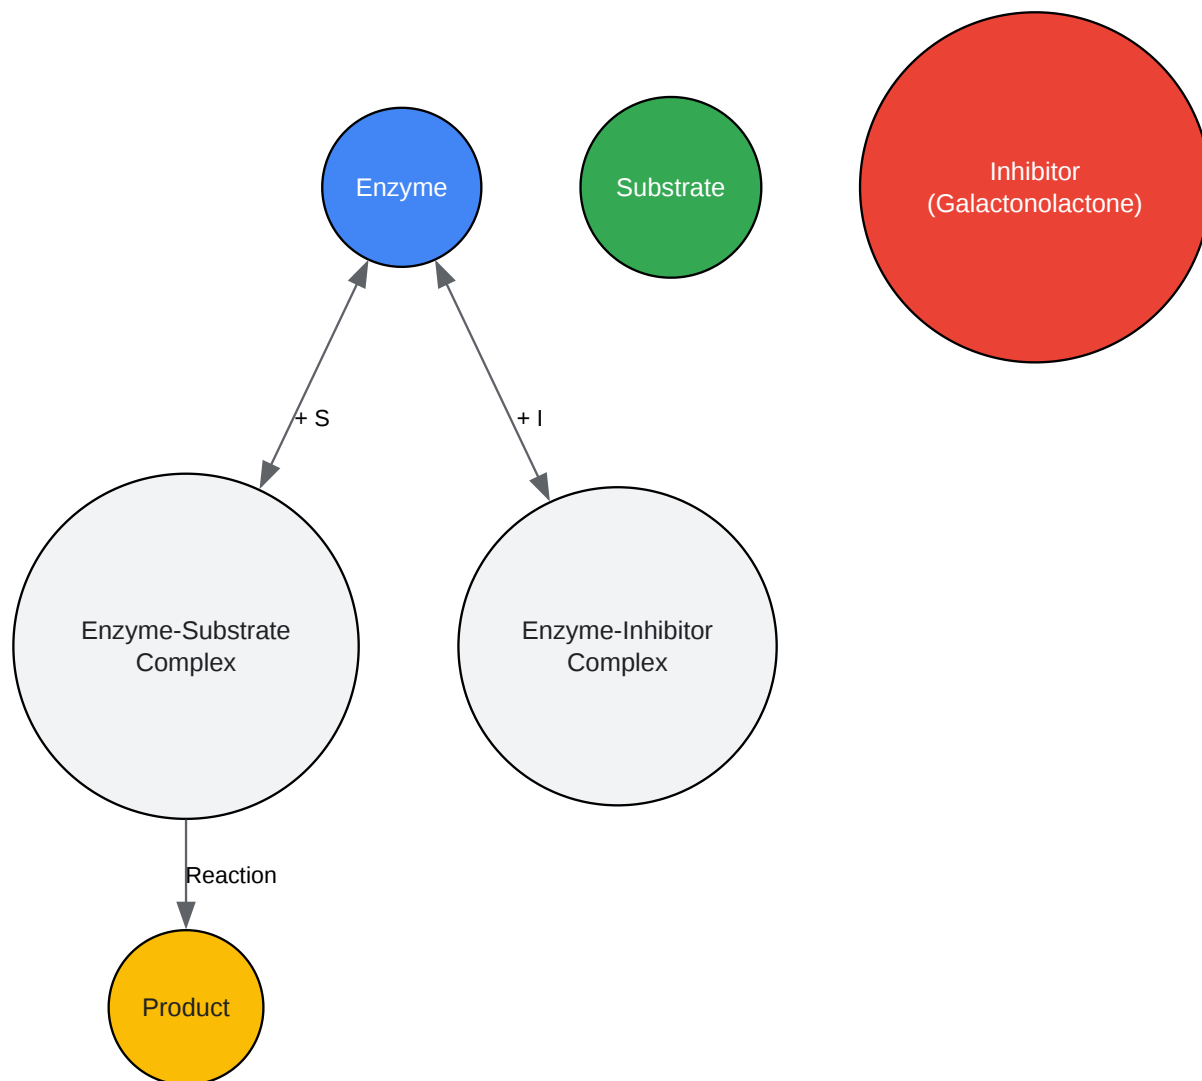 Enzyme
Substrate
Inhibitor
(Galactonolactone)
+ S
+ I
Enzyme-Substrate
Complex
Enzyme-Inhibitor
Complex
Reaction
Product